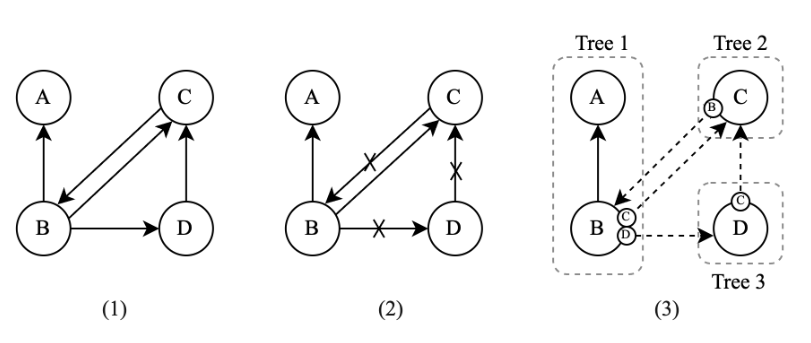 Tree 1 Tree 2
A C A C A B C
B D B D B C D C D
Tree 3
(1) (2) (3)